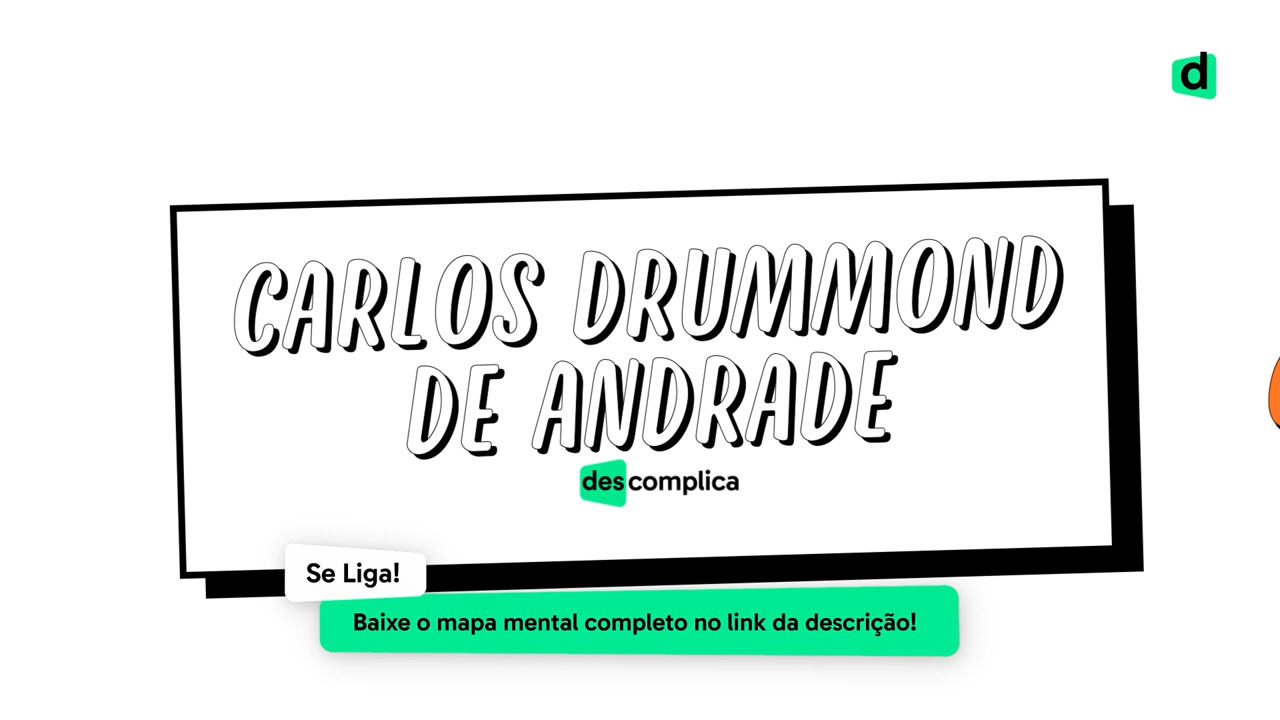 d
CARLOS DRUMMOND
DE ANDRADE
descomplica
Se Liga!
Baixe o mapa mental completo no link da descrição!